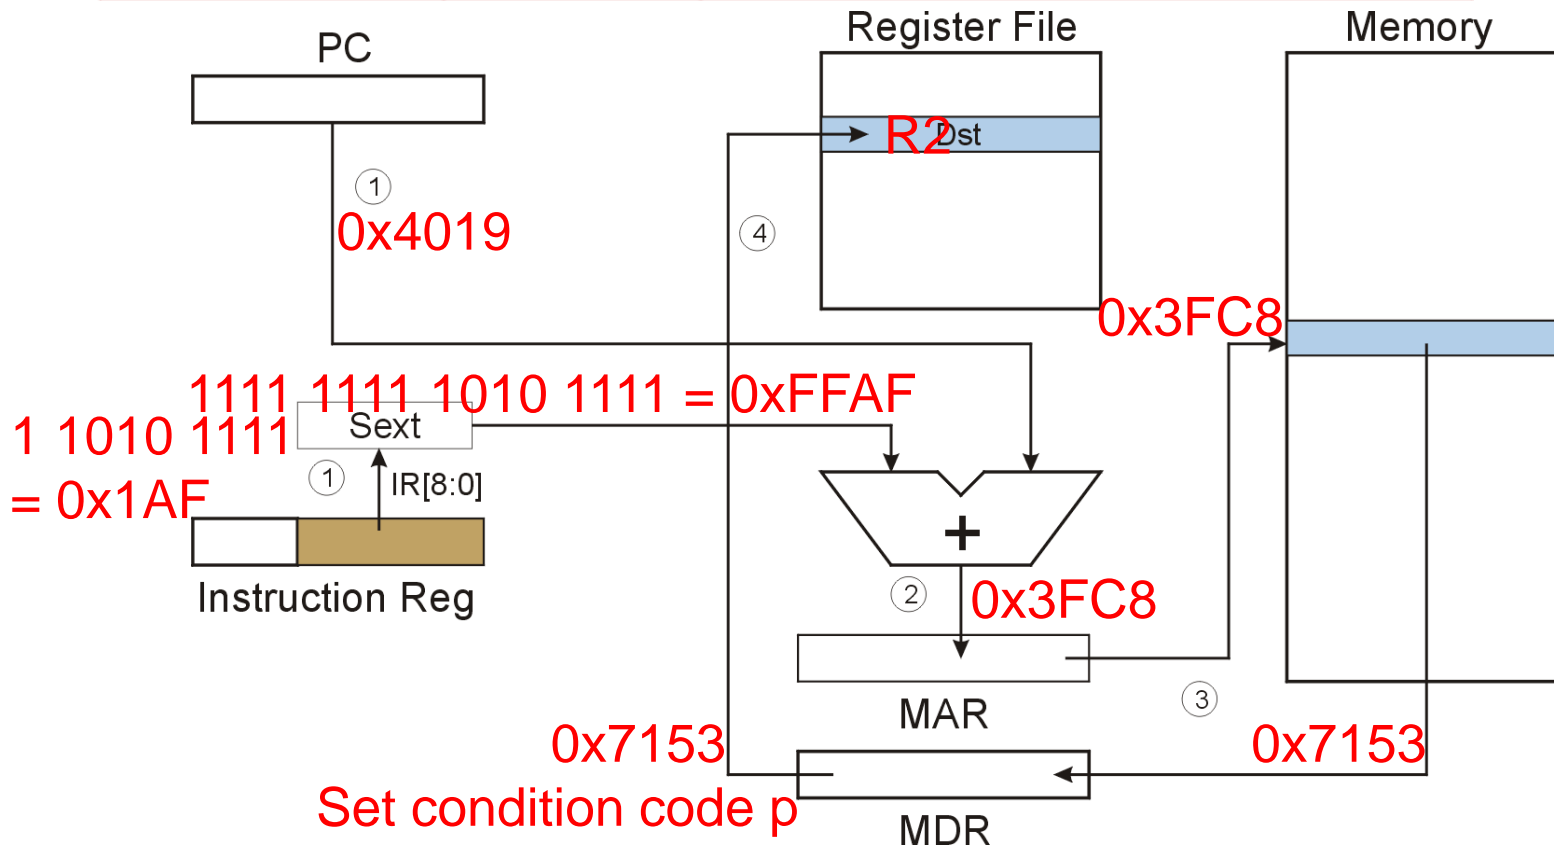 PC
Register File
Memory
R2
Dst
1
0x4019
4
0x3FC8
1111 1111 1010 1111 = 0xFFAF
1 1010 1111
Sext
= 0x1AF
1
IR[8:0]
+
Instruction Reg
2
0x3FC8
MAR
3
0x7153
0x7153
Set condition code p
MDR